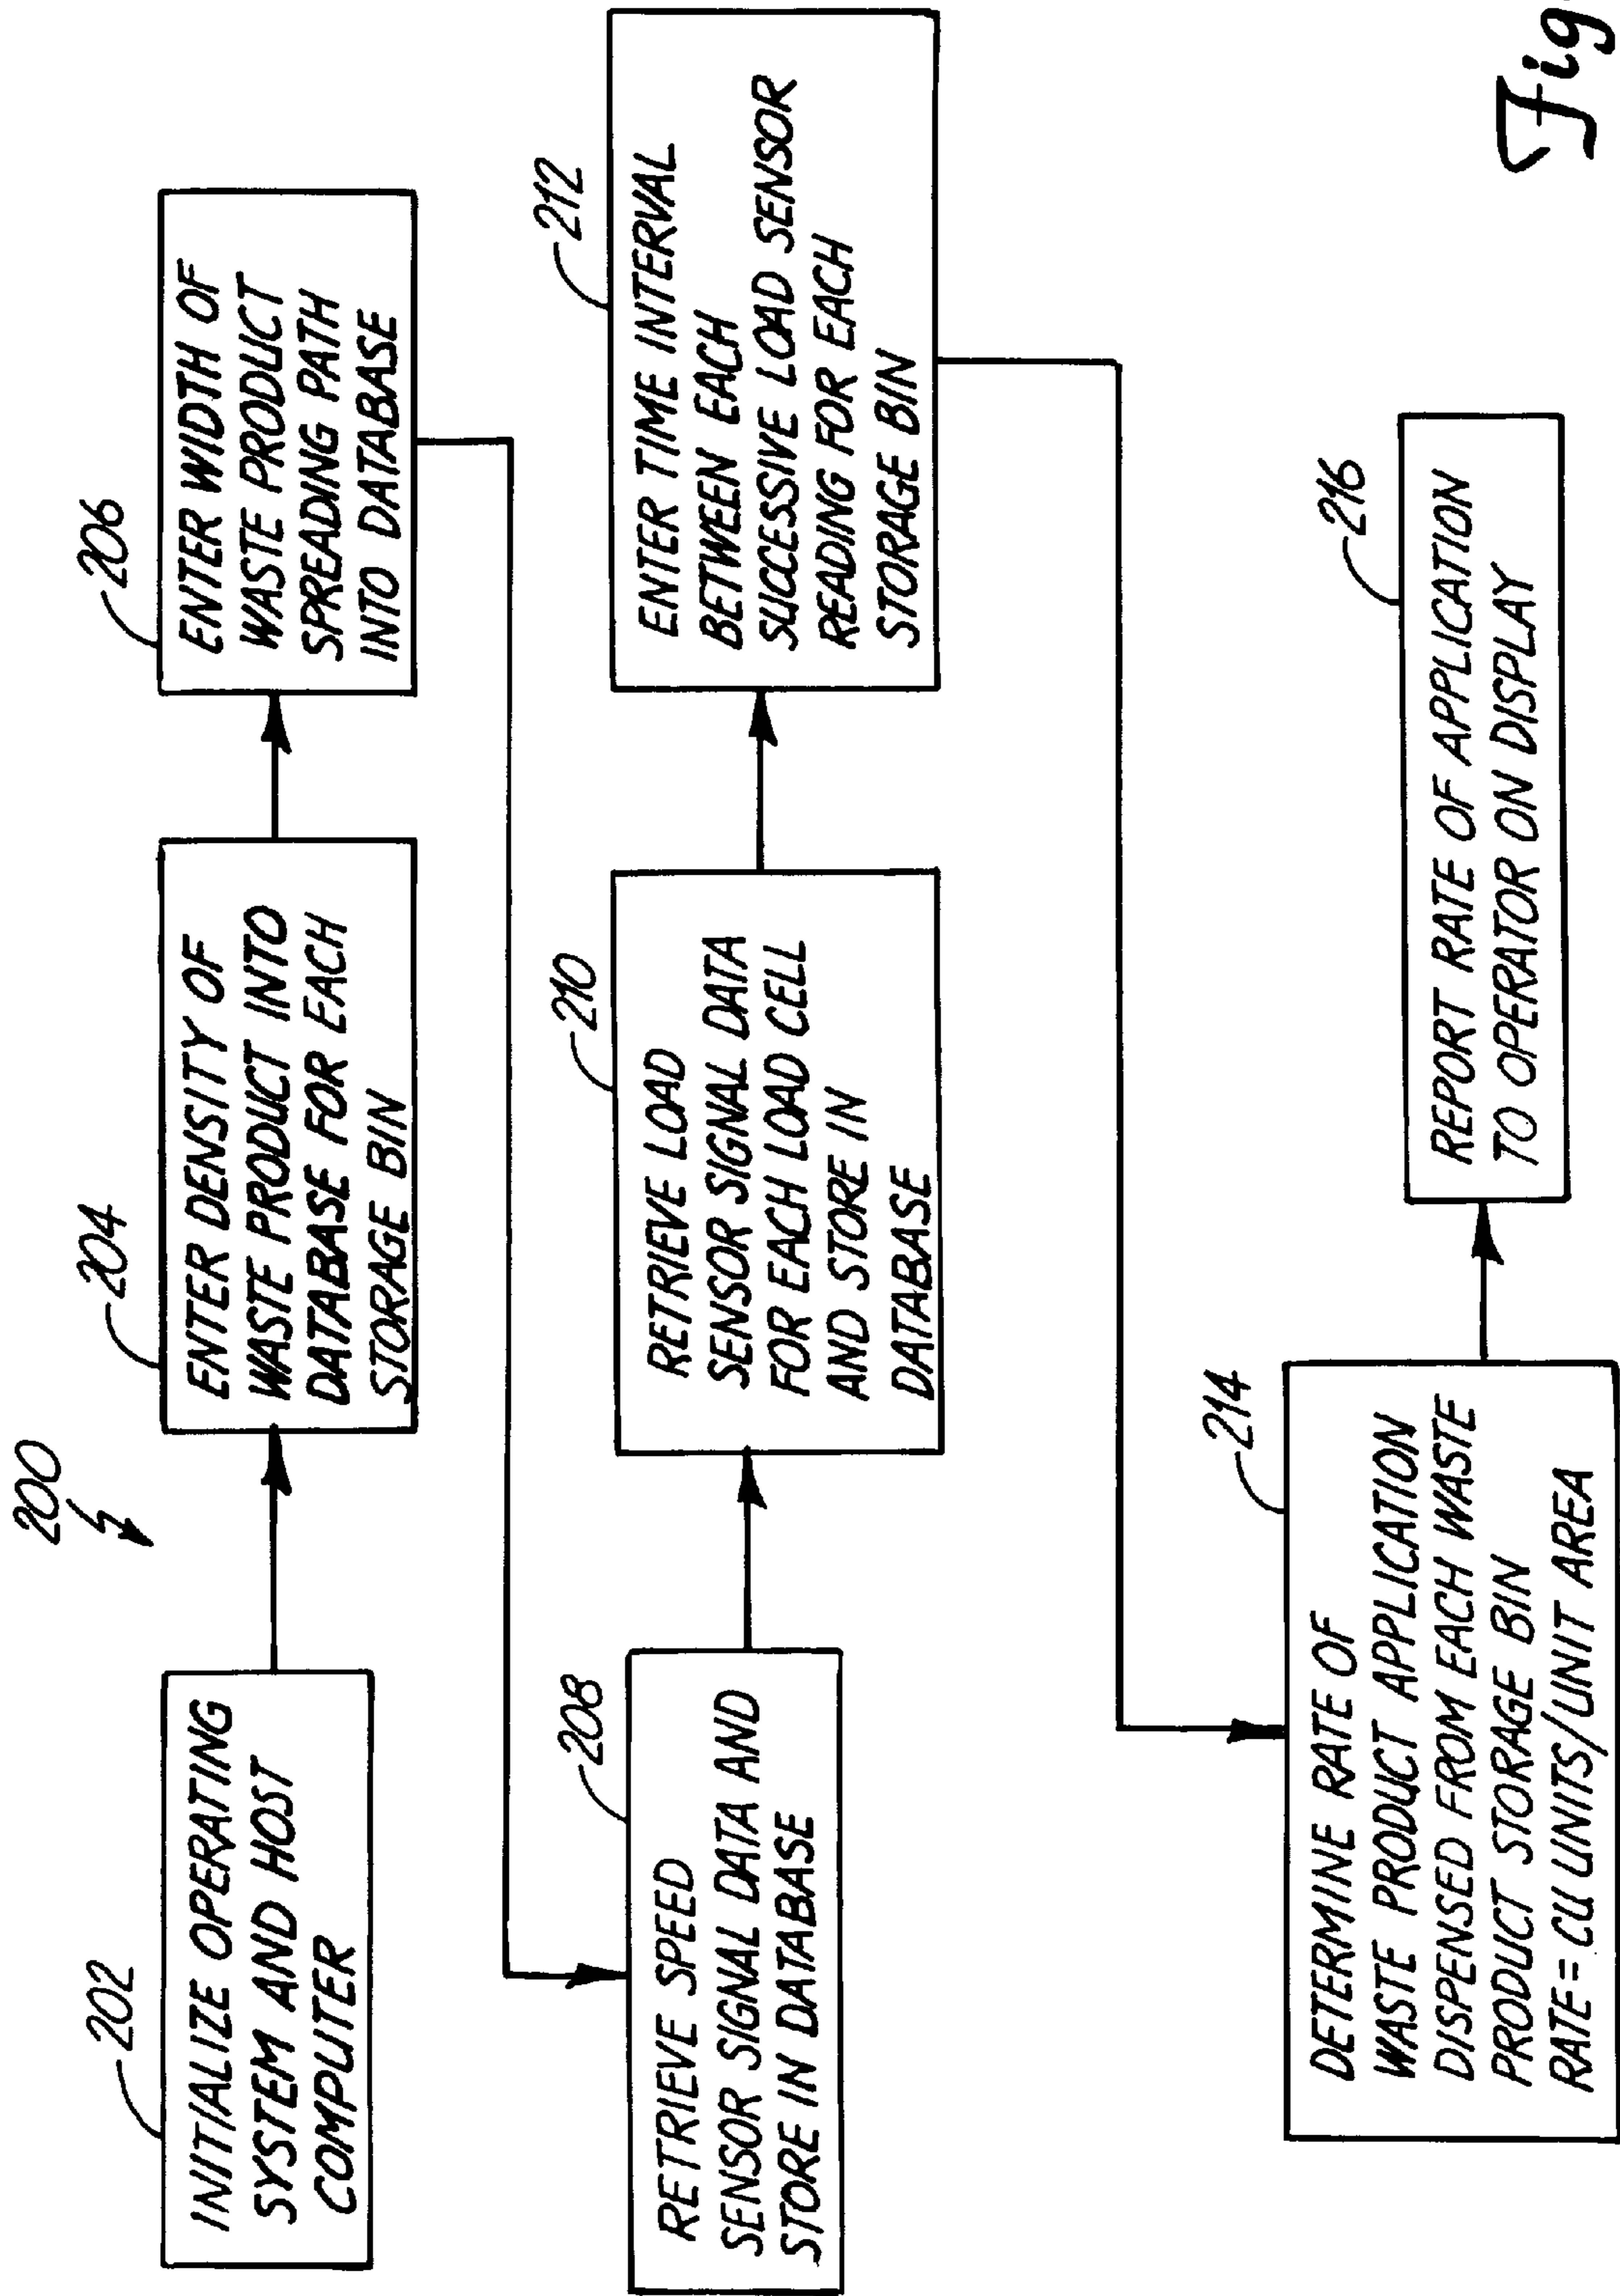 200
202
INITIALIZE OPERATING
SYSTEM AND HOST
COMPUTER
204
ENTER DENSITY OF
WASTE PRODUCT INTO
DATABASE FOR EACH
STORAGE BIN
206
ENTER WIDTH OF
WASTE PRODUCT
SPREADING PATH
INTO DATABASE
208
RETRIEVE SPEED
SENSOR SIGNAL DATA AND
STORE IN DATABASE
210
RETRIEVE LOAD
SENSOR SIGNAL DATA
FOR EACH LOAD CELL
AND STORE IN
DATABASE
212
ENTER TIME INTERVAL
BETWEEN EACH
SUCCESSIVE LOAD SENSOR
READING FOR EACH
STORAGE BIN
214
DETERMINE RATE OF
WASTE PRODUCT APPLICATION
DISPENSED FROM EACH WASTE
PRODUCT STORAGE BIN
RATE = CU UNITS/UNIT AREA
216
REPORT RATE OF APPLICATION
TO OPERATOR ON DISPLAY
Fig